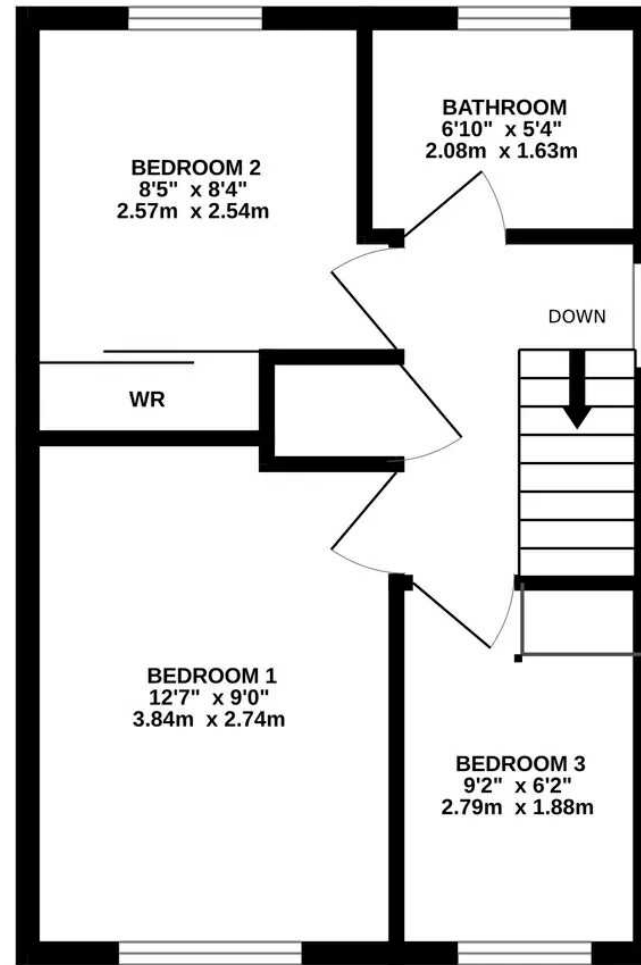 BEDROOM 2
8'5" x 8'4"
2.57m x 2.54m
BATHROOM
6'10" x 5'4"
2.08m x 1.63m
DOWN
WR
BEDROOM 1
12'7" x 9'0"
3.84m x 2.74m
BEDROOM 3
9'2" x 6'2"
2.79m x 1.88m